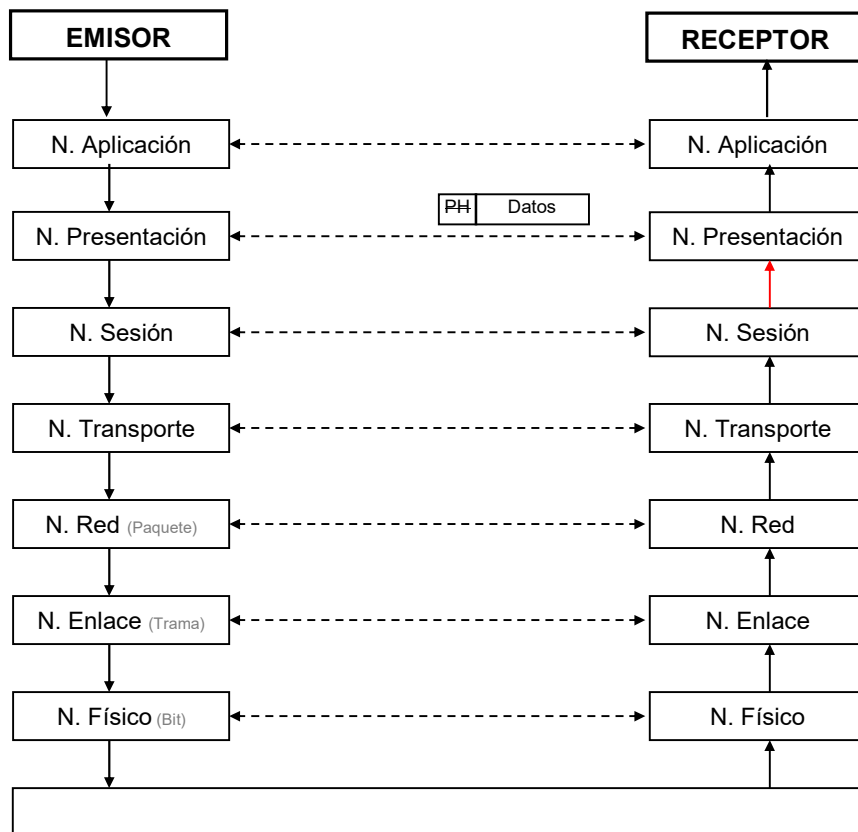 EMISOR
RECEPTOR
N. Aplicación
N. Aplicación
PH Datos
N. Presentación
N. Presentación
N. Sesión
N. Sesión
N. Transporte
N. Transporte
N. Red (Paquete)
N. Red
N. Enlace (Trama)
N. Enlace
N. Físico (Bit)
N. Físico